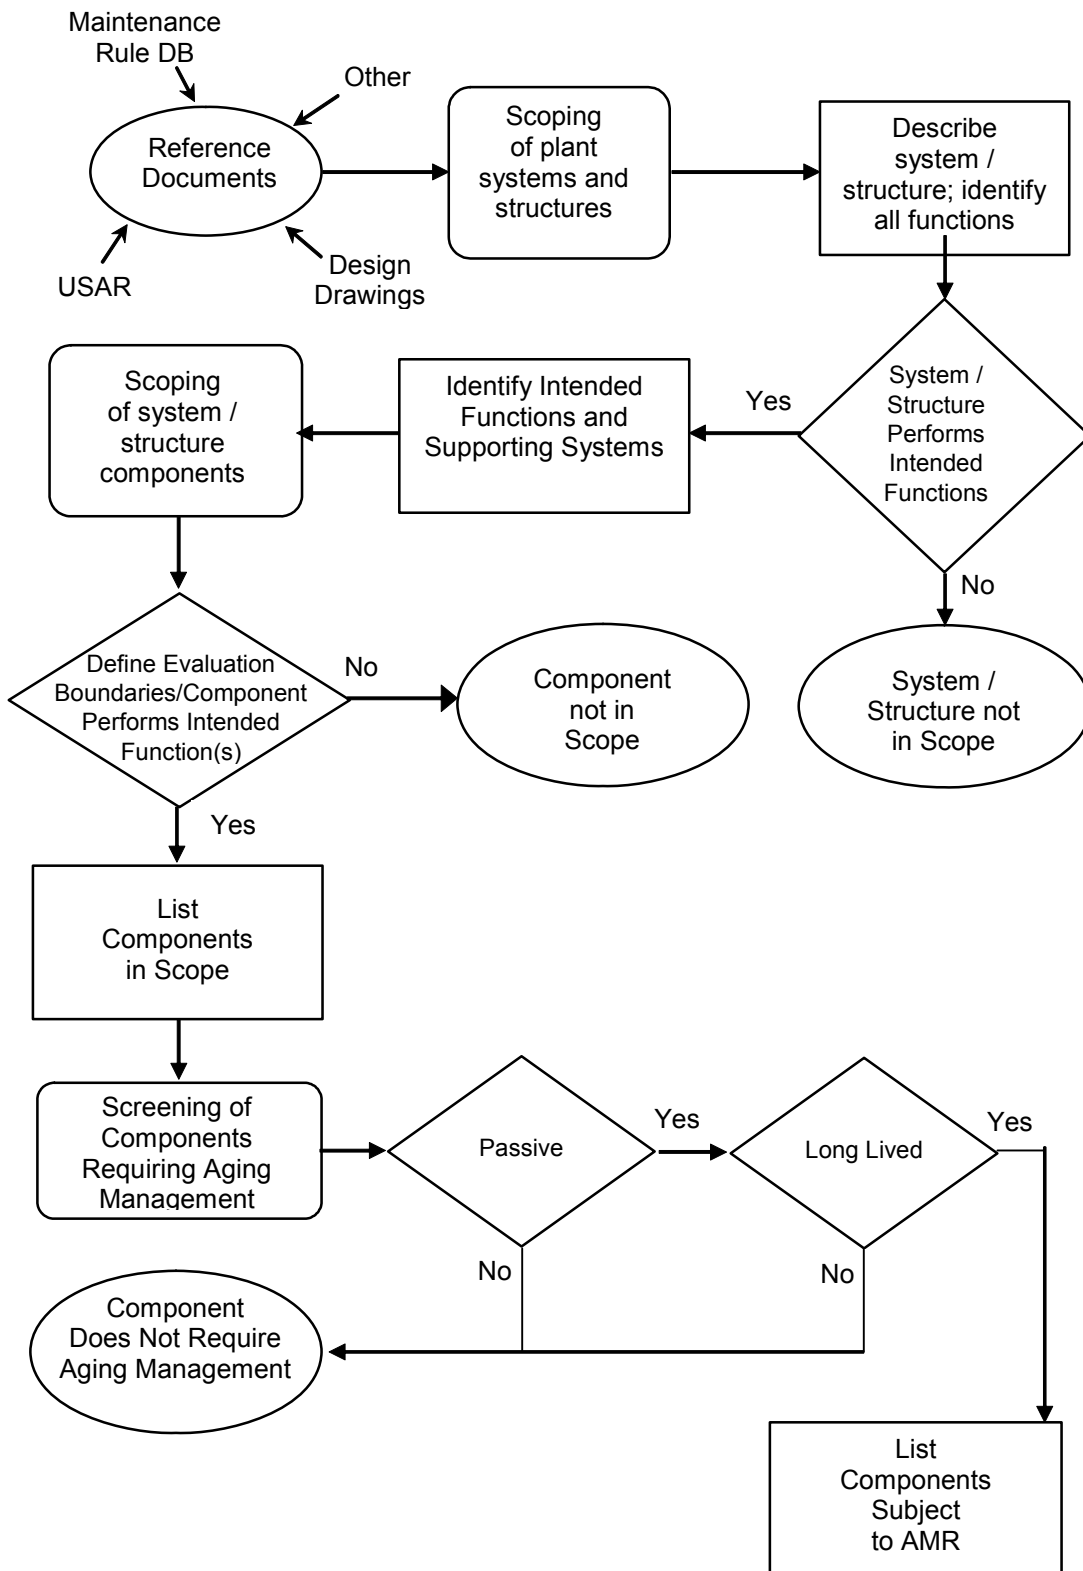 Maintenance
Rule DB
Other
Reference
Documents
USAR
Design
Drawings
Scoping
of plant
systems and
structures
Describe
system /
structure; identify
all functions
System /
Structure
Performs
Intended
Functions
Yes
No
Identify Intended
Functions and
Supporting Systems
Scoping
of system /
structure
components
System /
Structure not
in Scope
Define Evaluation
Boundaries/Component
Performs Intended
Function(s)
No
Component
not in
Scope
Yes
List
Components
in Scope
Screening of
Components
Requiring Aging
Management
Passive
Yes
Long Lived
Yes
No
No
Component
Does Not Require
Aging Management
List
Components
Subject
to AMR